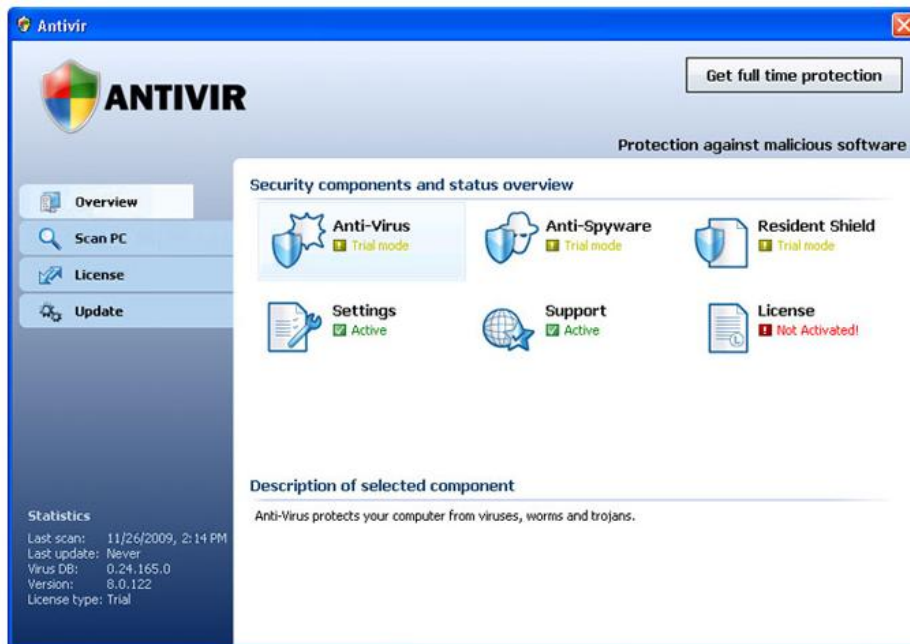 Antivir
ANTIVIR
Get full time protection
Protection against malicious software
Overview
Scan PC
License
Update
Security components and status overview
Anti-Virus
Trial mode
Anti-Spyware
Trial mode
Resident Shield
Trial mode
Settings
Active
Support
Active
License
Not Activated!
Description of selected component
Anti-Virus protects your computer from viruses, worms and trojans.
Statistics
Last scan: 11/26/2009, 2:14 PM
Last update: Never
Virus DB: 0.24.165.0
Version: 8.0.122
License type: Trial